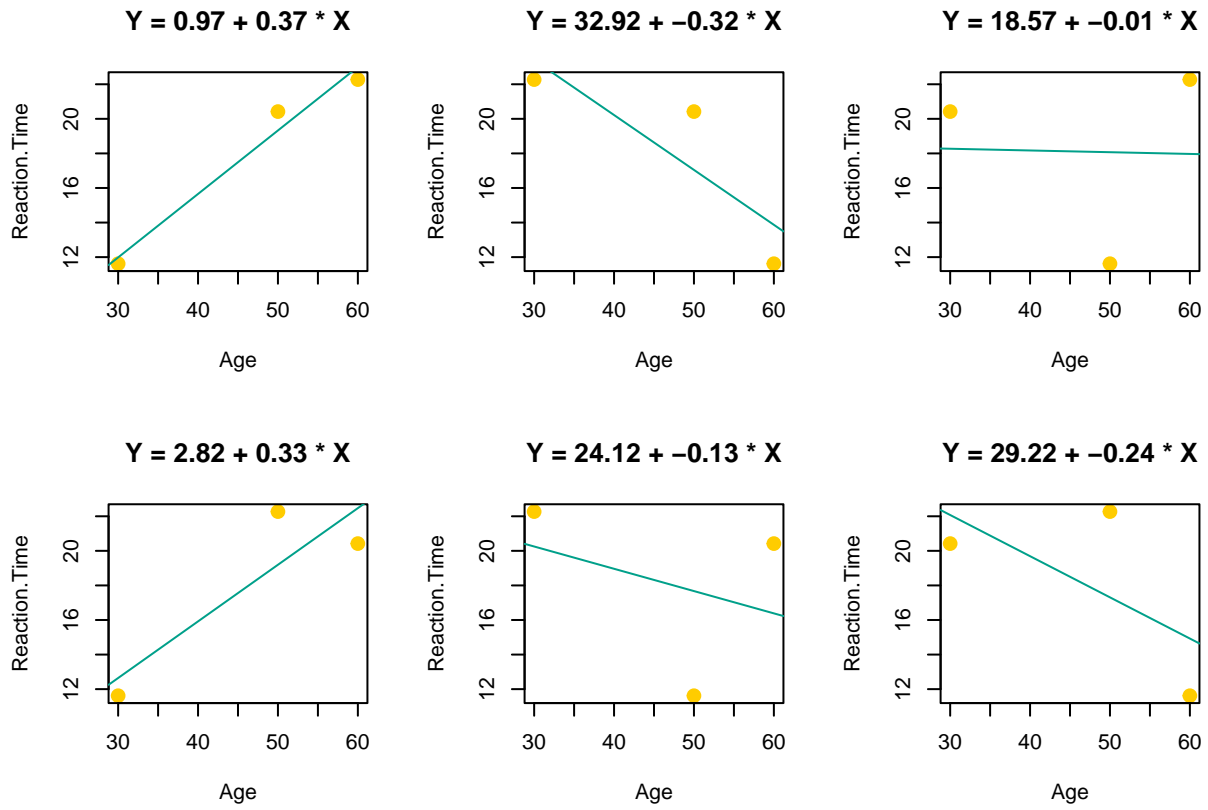 Y = 0.97 + 0.37 * X
Reaction.Time
12
16
20
30
40
50
60
Age
Y = 32.92 + −0.32 * X
Reaction.Time
12
16
20
30
40
50
60
Age
Y = 18.57 + −0.01 * X
Reaction.Time
12
16
20
30
40
50
60
Age
Y = 2.82 + 0.33 * X
Reaction.Time
12
16
20
30
40
50
60
Age
Y = 24.12 + −0.13 * X
Reaction.Time
12
16
20
30
40
50
60
Age
Y = 29.22 + −0.24 * X
Reaction.Time
12
16
20
30
40
50
60
Age